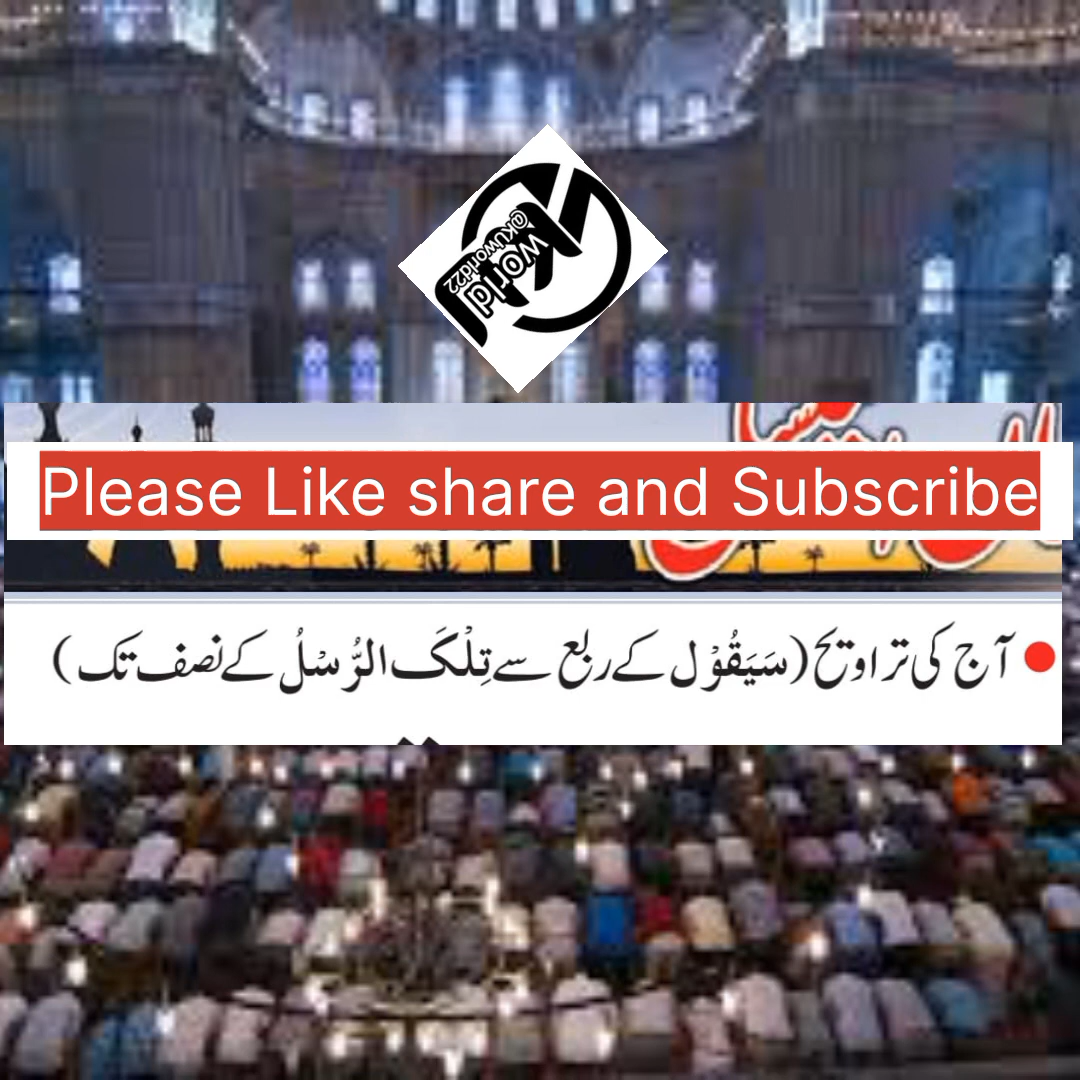 world
@KUworld22
Please Like share and Subscribe
آج کی تراویح (سَیَقُوْل کے ربع سے تِلْکَ الرُّسْلُ کے نصف تک)